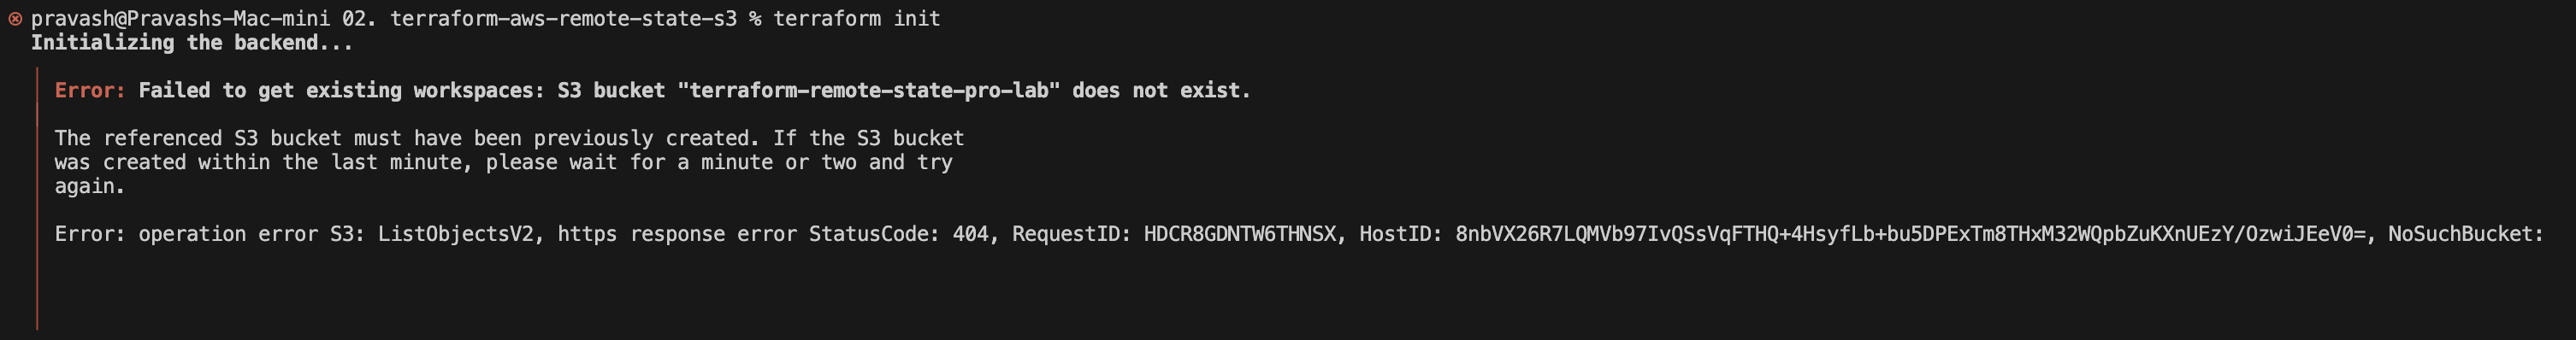 pravash@Pravashs-Mac-mini 02. terraform-aws-remote-state-s3 % terraform init
Initializing the backend...
Error: Failed to get existing workspaces: S3 bucket "terraform-remote-state-pro-lab" does not exist.
The referenced S3 bucket must have been previously created. If the S3 bucket
was created within the last minute, please wait for a minute or two and try
again.
Error: operation error S3: ListObjectsV2, https response error StatusCode: 404, RequestID: HDCR8GDNTW6THNSX, HostID: 8nbVX26R7LQMVb97IvQSsVqFTHQ+4HsyfLb+bu5DPExTm8THxM32WQpbZuKXnUEzY/OzwiJEeV0=, NoSuchBucket: